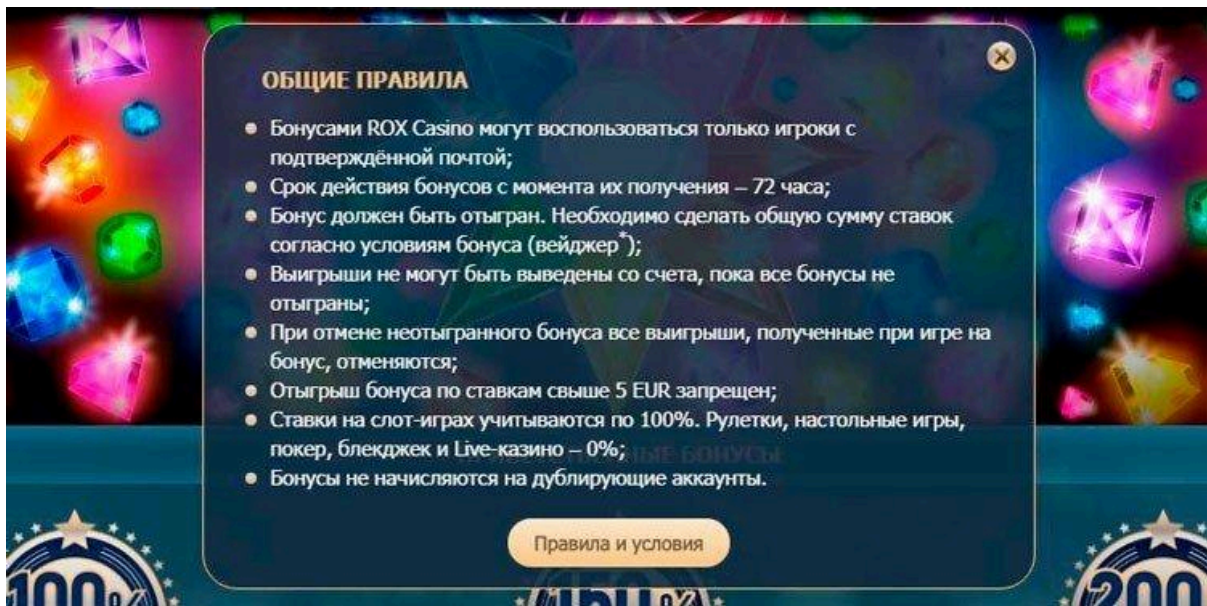 ОБЩИЕ ПРАВИЛА
Бонусами ROX Casino могут воспользоваться только игроки с
подтверждённой почтой;
Срок действия бонусов с момента их получения – 72 часа;
Бонус должен быть отыгран. Необходимо сделать общую сумму ставок
согласно условиям бонуса (вейджер*);
Выигрыши не могут быть выведены со счета, пока все бонусы не
отыграны;
При отмене неотыгранного бонуса все выигрыши, полученные при игре на
бонус, отменяются;
Отыгрыш бонуса по ставкам свыше 5 EUR запрещен;
Ставки на слот-играх учитываются по 100%. Рулетки, настольные игры,
покер, блекджек и Live-казино – 0%;
БОНУСЫ
Бонусы не начисляются на дублирующие аккаунты.
Правила и условия
100% 150% 200